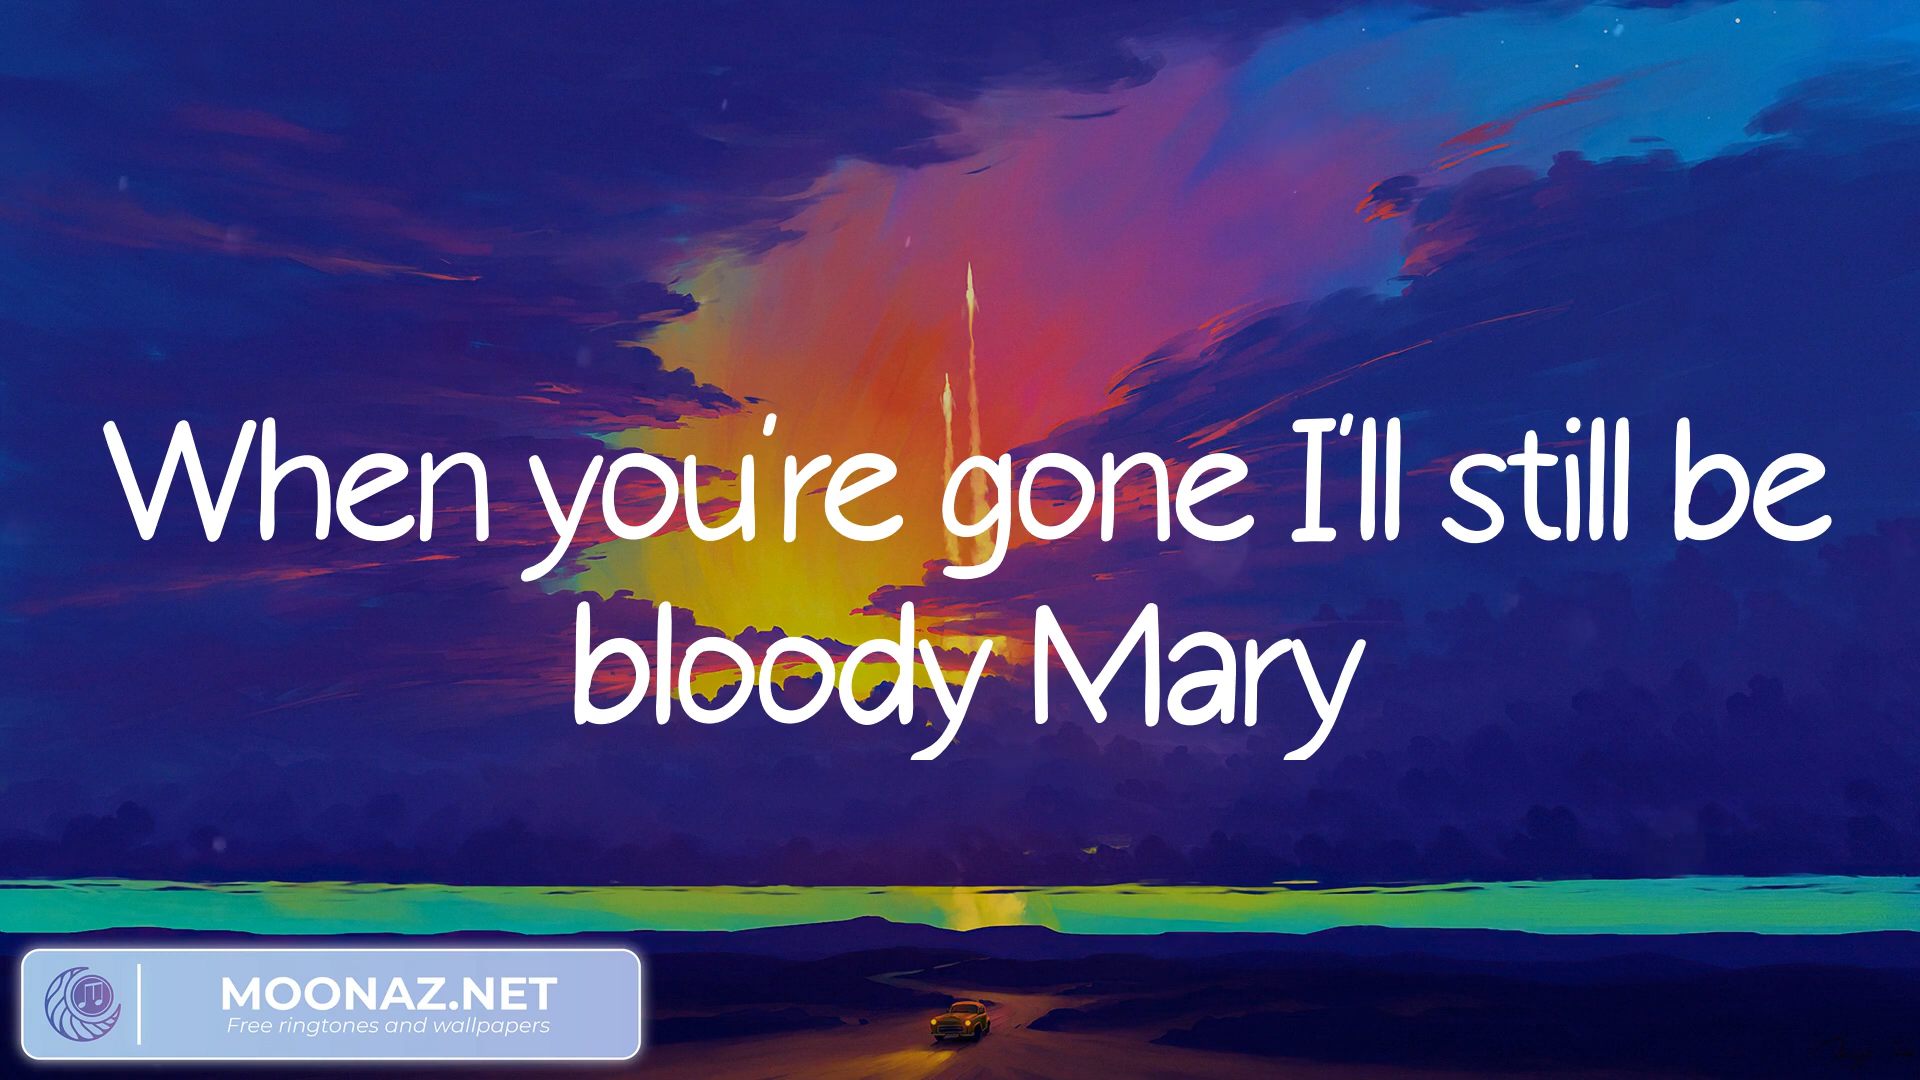 When you're gone I'll still be
bloody Mary
MOONAZ.NET
Free ringtones and wallpapers